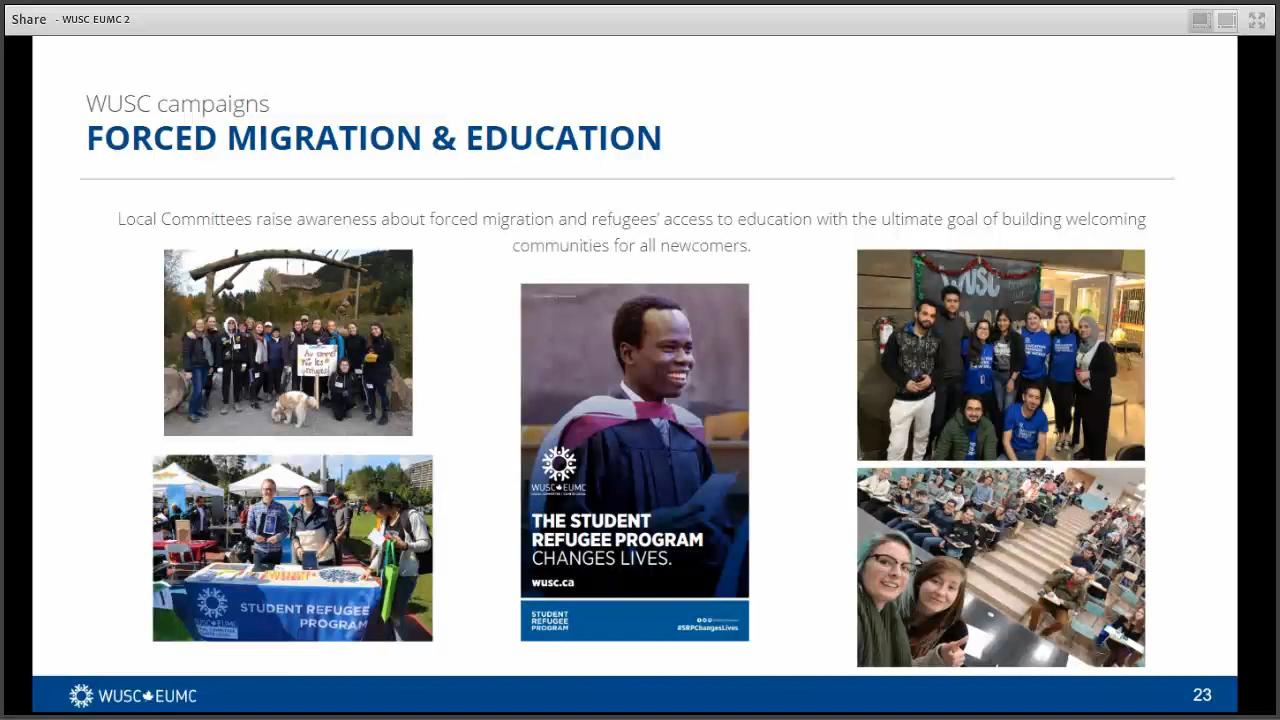 Share - WUSC EUMC 2
WUSC campaigns
FORCED MIGRATION & EDUCATION
Local Committees raise awareness about forced migration and refugees' access to education with the ultimate goal of building welcoming
communities for all newcomers.
WUSC
WUSC EUMC
THE STUDENT
REFUGEE PROGRAM
CHANGES LIVES.
wusc.ca
STUDENT
REFUGEE
PROGRAM
#SRPChangesLives
WUSC EUMC
STUDENT REFUGEE
PROGRAM
WUSC EUMC
23